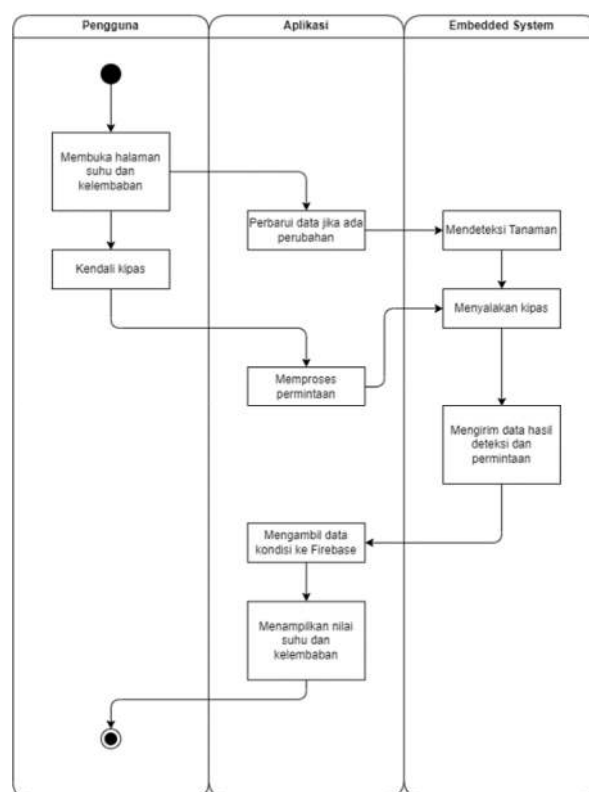 Pengguna
Aplikasi
Embedded System
Membuka halaman
suhu dan
kelembaban
Perbarui data jika ada
perubahan
Mendeteksi Tanaman
Kendali kipas
Menyalakan kipas
Memproses
permintaan
Mengirim data hasil
deteksi dan
permintaan
Mengambil data
kondisi ke Firebase
Menampilkan nilai
suhu dan
kelembaban